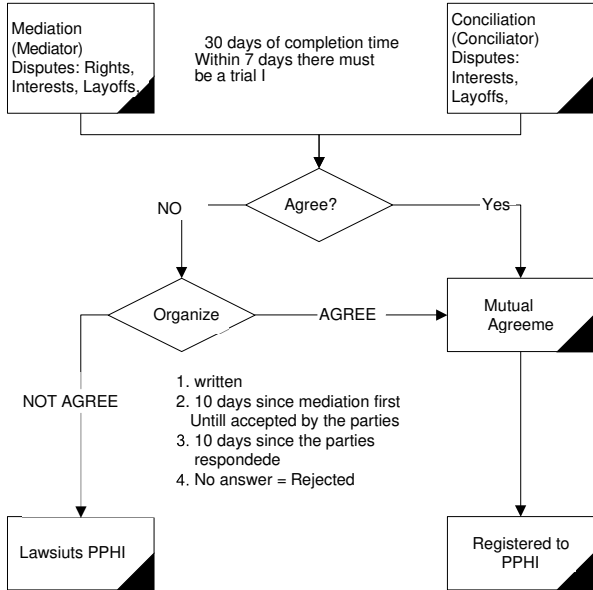 Mediation
(Mediator)
Disputes: Rights,
Interests, Layoffs,
30 days of completion time
Within 7 days there must
be a trial I
Conciliation
(Conciliator)
Disputes:
Interests,
Layoffs,
Agree?
NO
Yes
Organize
AGREE
Mutual
Agreeme
NOT AGREE
1. written
2. 10 days since mediation first
Untill accepted by the parties
3. 10 days since the parties
respondede
4. No answer = Rejected
Lawsiuts PPHI
Registered to
PPHI